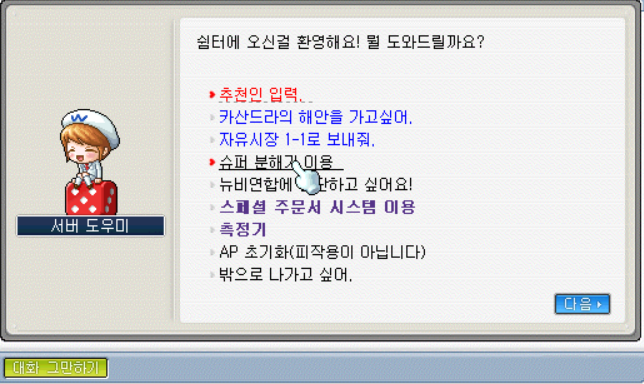 쉼터에 오신걸 환영해요! 뭘 도와드릴까요?
추천인 입력.
카산드라의 해안을 가고싶어.
자유시장 1-1로 보내줘.
슈퍼 분해기 이용
뉴비연합에 하고 싶어요!
스페셜 주문서 시스템 이용
측정기
AP 초기화(피작용이 아닙니다)
밖으로 나가고 싶어.
서버 도우미
다음
대화 그만하기